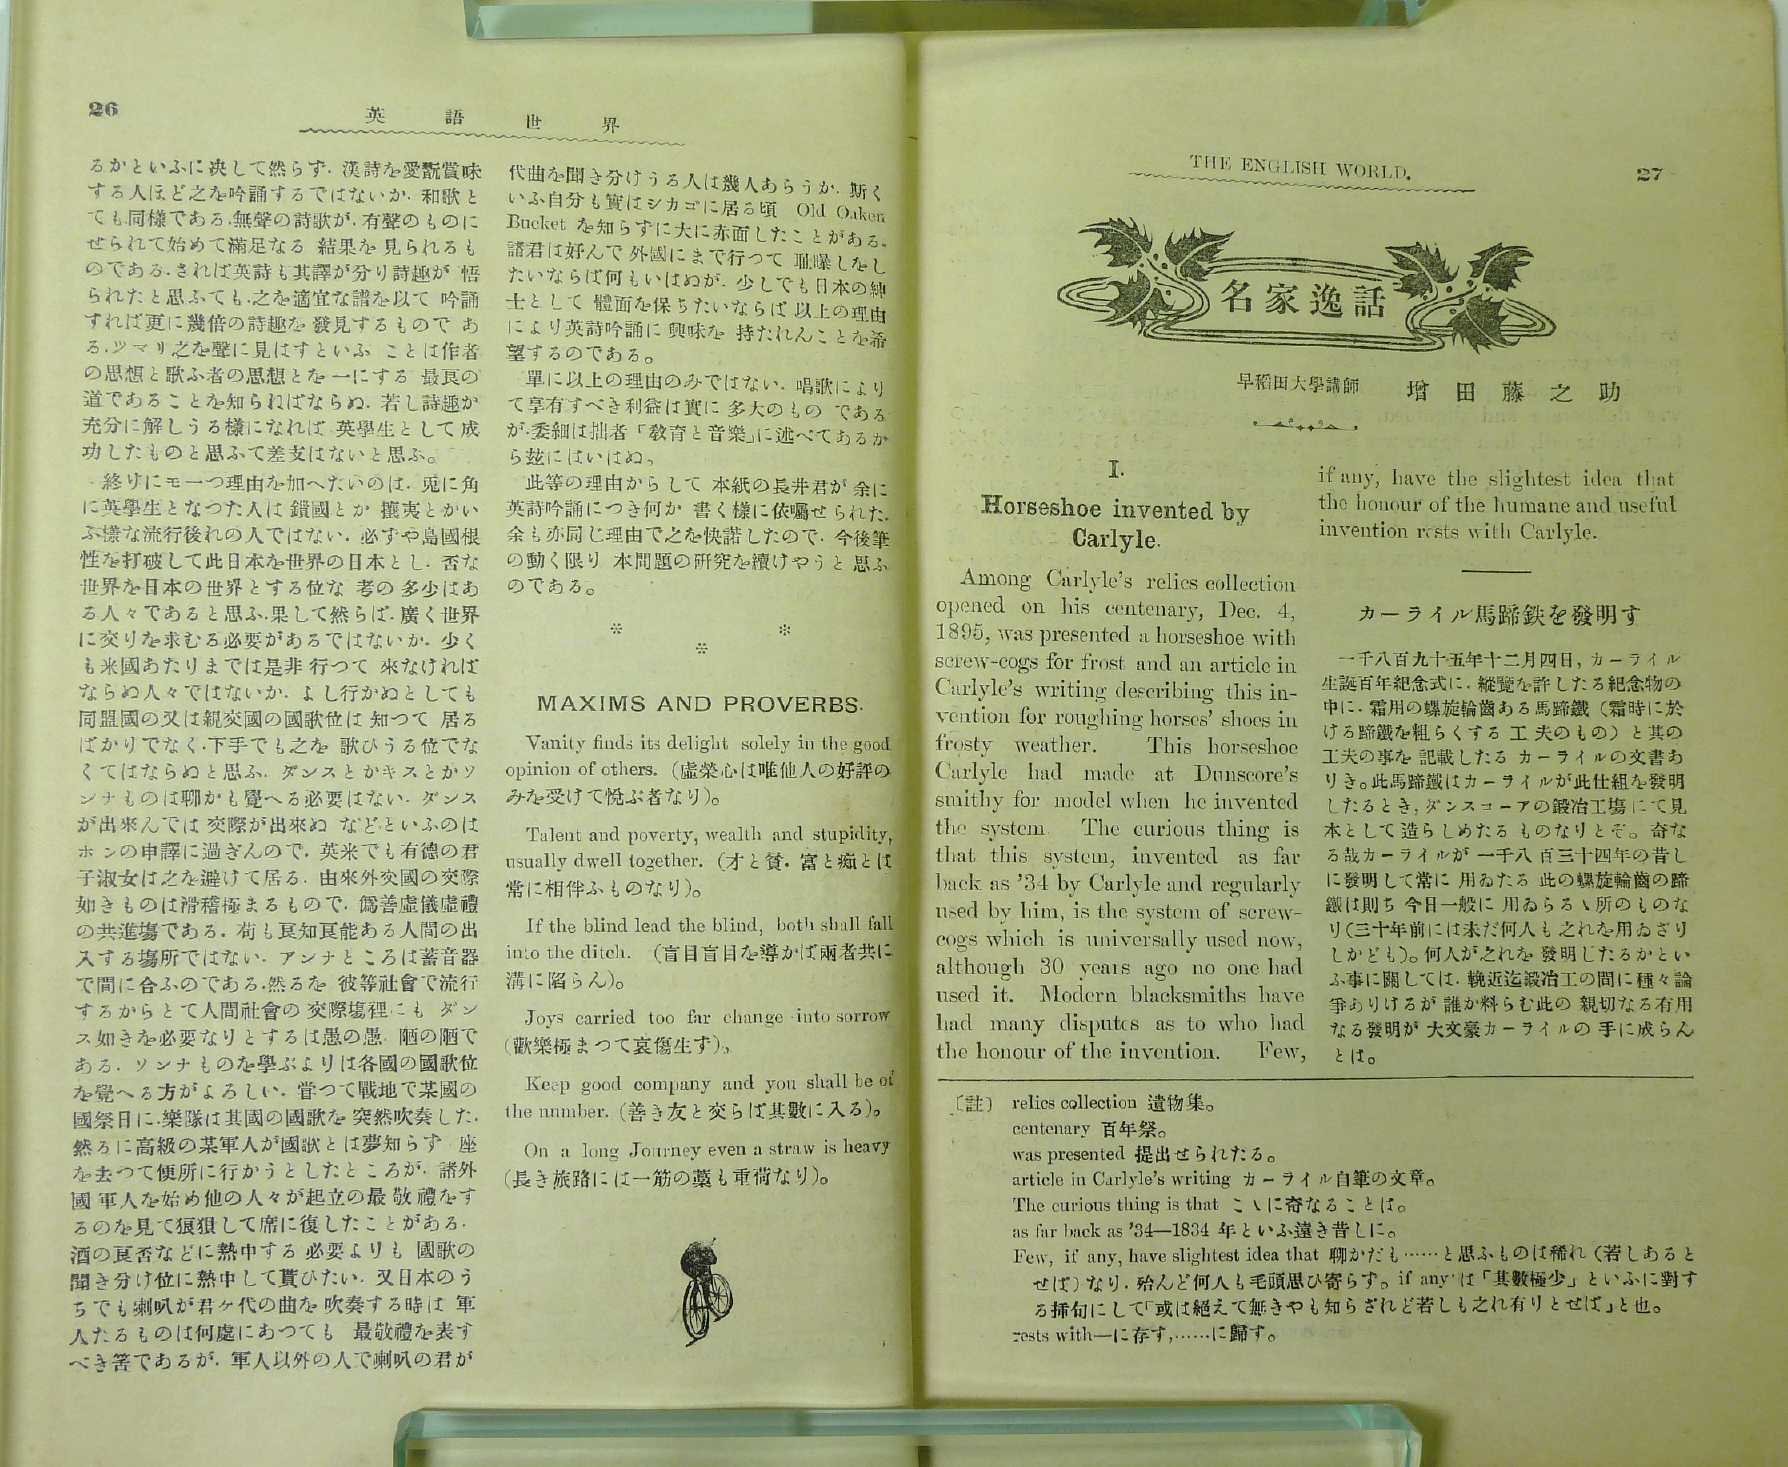 26
英語世界
るかといふに決して然らず. 漢詩を愛翫賞味
する人ほど之を吟誦するではないか. 和歌と
ても同様である.無聲の詩歌が.有聲のものに
せられて始めて滿足なる 結果を 見られるも
のである.されば英詩も其譯が分り詩趣が 悟
られたと思ふても.之を適宜な譜を以て 吟誦
すれば更に幾倍の詩趣を 發見するもので あ
る.ツマリ之を聲に見はすといふ ことは作者
の思想と歌ふ者の思想とを一にする 最良の
道であることを知らねばならぬ. 若し詩趣が
充分に解しうる様になれば 英學生として成
功したものと思ふて差支はないと思ふ。
終りにモ一つ理由を加へたいのは. 兎に角
に英學生となつた人は 鎖國とか 攘夷とかい
ふ様な流行後れの人ではない. 必ずや島國根
性を打破して此日本を世界の日本とし. 否な
世界を日本の世界とする位な 考の多少はあ
る人々であると思ふ.果して然らば.廣く世界
に交りを求むる必要があるではないか. 少く
も米國あたりまでは是非行つて 來なければ
ならぬ人々ではないか. よし行かぬとしても
同盟國の又は親交國の國歌位は 知つて 居る
ばかりでなく.下手でも之を 歌ひうる位でな
くてはならぬと思ふ. ダンスとかキスとかソ
ンナものは聊かも覺へる必要はない. ダンス
が出來んでは 交際が出來ぬ などといふのは
ホンの申譯に過ぎんので. 英米でも有徳の君
子淑女は之を避けて居る. 由來外交國の交際
如きものは滑稽極まるもので. 僞善虚儀虚禮
の共進塲である. 苟も良知良能ある人間の出
入する塲所ではない. アンナところは蓄音器
で間に合ふのである.然るを 彼等社會で流行
するからとて人間社會の交際塲裡にも ダン
ス如きを必要なりとするは愚の愚. 陋の陋で
ある. ソンナものを學ぶよりは各國の國歌位
を覺へる方がよろしい. 甞つて戰地で某國の
國祭日に.樂隊は其國の國歌を 突然吹奏した.
然るに高級の某軍人が國歌とは夢知らず 座
を去つて便所に行かうとしたところが. 諸外
國軍人を始め他の人々が起立の最敬禮をす
るのを見て狼狽して席に復したことがある.
酒の良否などに熱中する 必要よりも 國歌の
聞き分け位に熱中して貰ひたい. 又日本のう
ちでも喇叭が君ヶ代の曲を 吹奏する時は 軍
人たるものは何處にあつても 最敬禮を表す
べき筈であるが. 軍人以外の人で喇叭の君が
代曲を聞き分けうる人は幾人あらうか. 斯く
いふ自分も實はシカゴに居る頃 Old Oaken
Bucket を知らずに大に赤面したことがある.
諸君は好んで 外國にまで行つて 耻曝しをし
たいならば何もいはぬが. 少しでも日本の紳
士として 體面を保ちたいならば 以上の理由
により英詩吟誦に興味を 持たれんことを希
望するのである。
單に以上の理由のみではない. 唱歌により
て享有すべき利益は實に 多大のもの である
が.委細は拙者「教育と音樂」に述べてあるか
ら玆にはいはぬ。
此等の理由からして 本紙の長井君が 余に
英詩吟誦につき何か 書く様に依囑せられた.
余も亦同じ理由で之を快諾したので. 今後筆
の動く限り 本問題の研究を續けやうと 思ふ
のである。
※ ※
※
MAXIMS AND PROVERBS.
Vanity finds its delight solely in the good
opinion of others. (虚榮心は唯他人の好評の
みを受けて悦ぶ者なり)。
Talent and poverty, wealth and stupidity,
usually dwell together. (才と貧. 富と痴とは
常に相伴ふものなり)。
If the blind lead the blind, both shall fall
into the ditch. (盲目盲目を導かば兩者共に
溝に陷らん)。
Joys carried too far change into sorrow
(歡樂極まつて哀傷生ず)。
Keep good company and you shall be of
the number. (善き友と交らば其數に入る)。
On a long Journey even a straw is heavy
(長き旅路には一筋の藁も重荷なり)。
THE ENGLISH WORLD.
27
名家逸話
早稻田大學講師 増田藤之助
I.
Horseshoe invented by
Carlyle.
Among Carlyle's relics collection
opened on his centenary, Dec. 4,
1895, was presented a horseshoe with
screw-cogs for frost and an article in
Carlyle's writing describing this in-
vention for roughing horses' shoes in
frosty weather. This horseshoe
Carlyle had made at Dunscore's
smithy for model when he invented
the system. The curious thing is
that this system, invented as far
back as '34 by Carlyle and regularly
used by him, is the system of screw-
cogs which is universally used now,
although 30 years ago no one had
used it. Modern blacksmiths have
had many disputes as to who had
the honour of the invention. Few,
if any, have the slightest idea that
the honour of the humane and useful
invention rests with Carlyle.
カーライル馬蹄鉄を發明す
一千八百九十五年十二月四日, カーライル
生誕百年紀念式に. 縱覽を許したる紀念物の
中に. 霜用の螺旋輪齒ある馬蹄鐵 (霜時に於
ける蹄鐵を粗らくする 工夫のもの) と其の
工夫の事を 記載したる カーライルの文書あ
りき。此馬蹄鐵はカーライルが此仕組を發明
したるとき, ダンスコーアの鍛冶工塲にて見
本として造らしめたる ものなりとぞ。奇な
る哉カーライルが 一千八百三十四年の昔し
に發明して常に 用ゐたる 此の螺旋輪齒の蹄
鐵は則ち 今日一般に 用ゐらるヽ所のものな
り(三十年前には未だ何人も之れを用ゐざり
しかども)。何人が之れを 發明したるかとい
ふ事に關しては. 輓近迄鍛冶工の間に種々論
爭ありけるが 誰か料らむ此の 親切なる有用
なる發明が 大文豪カーライルの手に成らん
とは。
〔註〕 relics collection 遺物集。
centenary 百年祭。
was presented 提出せられたる。
article in Carlyle's writing カーライル自筆の文章。
The curious thing is that こヽに奇なることは。
as far back as '34—1834 年といふ遠き昔しに。
Few, if any, have slightest idea that 聊かだも……と思ふものは稀れ (若しあると
せば) なり. 殆んど何人も毛頭思ひ寄らず。if any は「其數極少」といふに對す
る插句にして「或は絕えて無きやも知らざれど若しも之れ有りとせば」と也。
rests with—に存す,……に歸す。